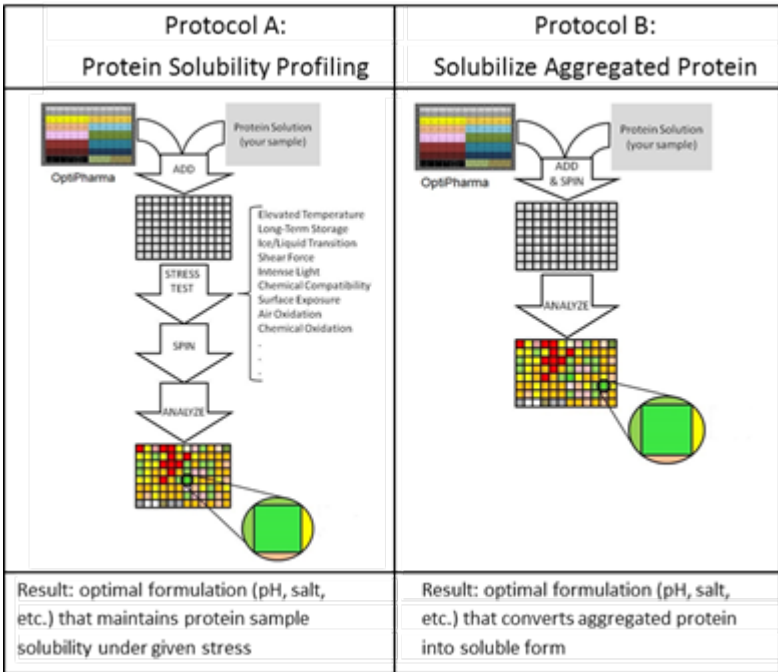 Protocol A:
Protein Solubility Profiling
Protein Solution
(your sample)
OptiPharma
ADD
STRESS
TEST
Elevated Temperature
Long-Term Storage
Ice/Liquid Transition
Shear Force
Intense Light
Chemical Compatibility
Surface Exposure
Air Oxidation
Chemical Oxidation
.
.
.
SPIN
ANALYZE
Result: optimal formulation (pH, salt,
etc.) that maintains protein sample
solubility under given stress
Protocol B:
Solubilize Aggregated Protein
Protein Solution
(your sample)
OptiPharma
ADD
& SPIN
ANALYZE
Result: optimal formulation (pH, salt,
etc.) that converts aggregated protein
into soluble form